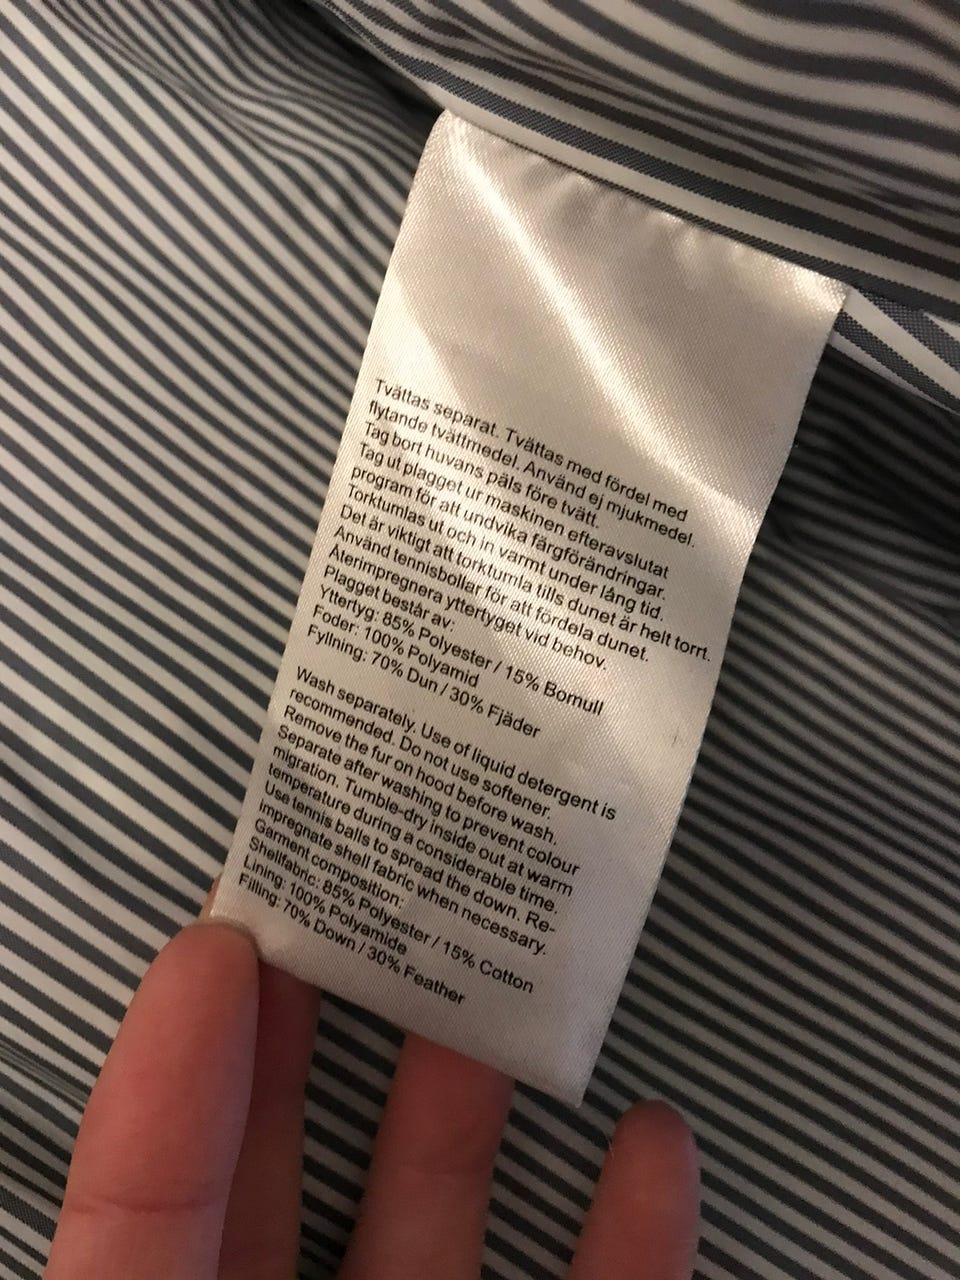 Tvättas separat. Tvättas med fördel med
flytande tvättmedel. Använd ej mjukmedel.
Tag bort huvans päls före tvätt.
Tag ut plagget ur maskinen efteravslutat
program för att undvika färgförändringar.
Torktumlas ut och in varmt under lång tid.
Det är viktigt att torktumla tills dunet är helt torrt.
Använd tennisbollar för att fördela dunet.
Återimpregnera yttertyget vid behov.
Plagget består av:
Yttertyg: 85% Polyester / 15% Bomull
Foder: 100% Polyamid
Fyllning: 70% Dun / 30% Fjäder
Wash separately. Use of liquid detergent is
recommended. Do not use softener.
Remove the fur on hood before wash.
Separate after washing to prevent colour
migration. Tumble-dry inside out at warm
temperature during a considerable time.
Use tennis balls to spread the down. Re-
impregnate shell fabric when necessary.
Garment composition:
Shellfabric: 85% Polyester / 15% Cotton
Lining: 100% Polyamide
Filling: 70% Down / 30% Feather